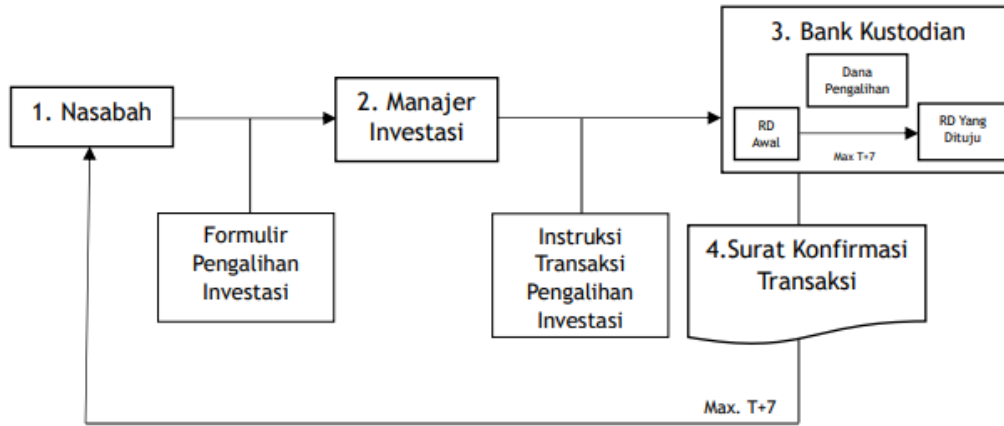 1. Nasabah
2. Manajer
Investasi
3. Bank Kustodian
Dana
Pengalihan
RD
Awal
RD Yang
Dituju
Max T+7
Formulir
Pengalihan
Investasi
Instruksi
Transaksi
Pengalihan
Investasi
4.Surat Konfirmasi
Transaksi
Max. T+7